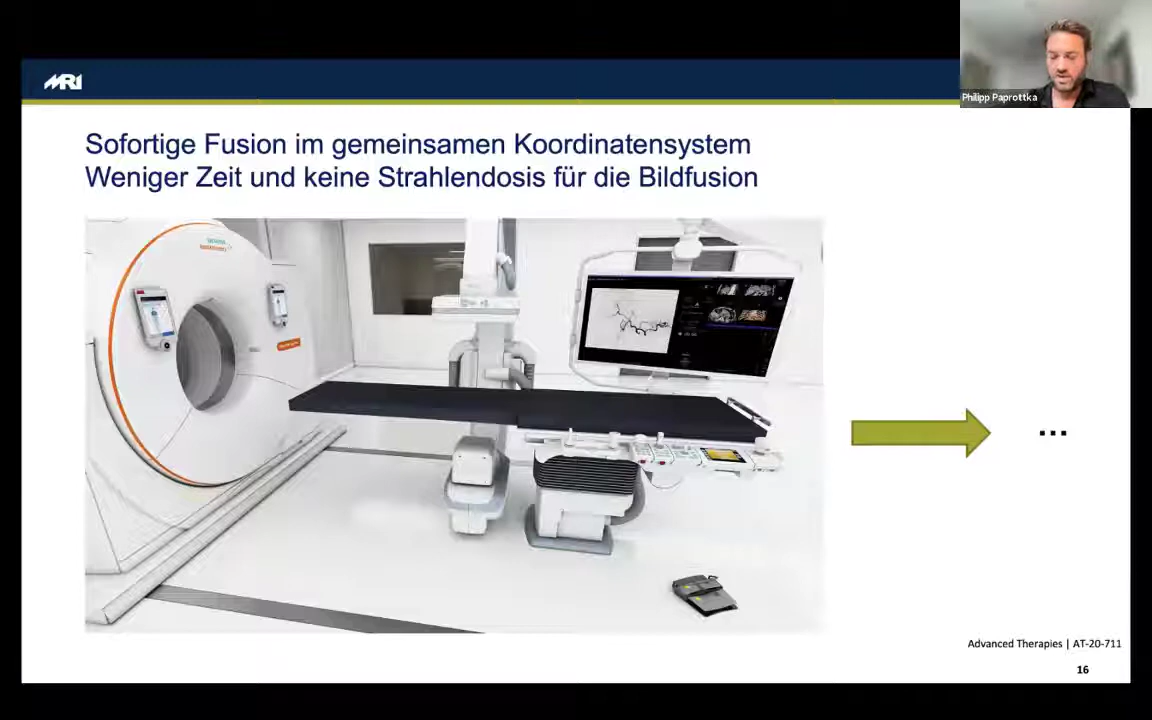 Philipp Paprottka
MRI
Sofortige Fusion im gemeinsamen Koordinatensystem
Weniger Zeit und keine Strahlendosis für die Bildfusion
...
Advanced Therapies | AT-20-711
16